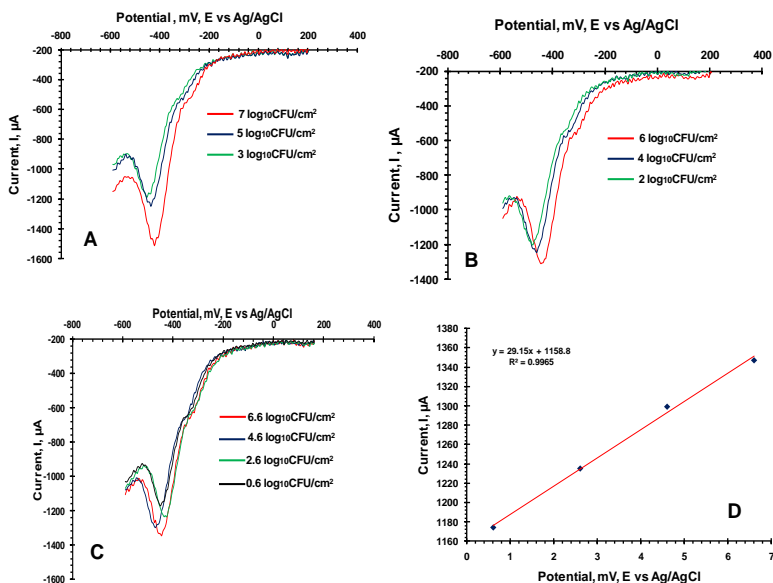 Potential, mV, E vs Ag/AgCl
-800 -600 -400 -200 0 200 400
-200
-400
-600
-800
-1000
-1200
-1400
-1600
Current, I, µA
7 log10CFU/cm²
5 log10CFU/cm²
3 log10CFU/cm²
A
Potential, mV, E vs Ag/AgCl
-800 -600 -400 -200 0 200 400
-200
-400
-600
-800
-1000
-1200
-1400
Current, I, µA
6 log10CFU/cm²
4 log10CFU/cm²
2 log10CFU/cm²
B
Potential, mV, E vs Ag/AgCl
-800 -600 -400 -200 0 200 400
-200
-400
-600
-800
-1000
-1200
-1400
-1600
Current, I, µA
6.6 log10CFU/cm²
4.6 log10CFU/cm²
2.6 log10CFU/cm²
0.6 log10CFU/cm²
C
1380
1360
1340
1320
1300
1280
1260
1240
1220
1200
1180
1160
Current, I, µA
y = 29.15x + 1158.8
R² = 0.9965
D
0 1 2 3 4 5 6 7
Potential, mV, E vs Ag/AgCl